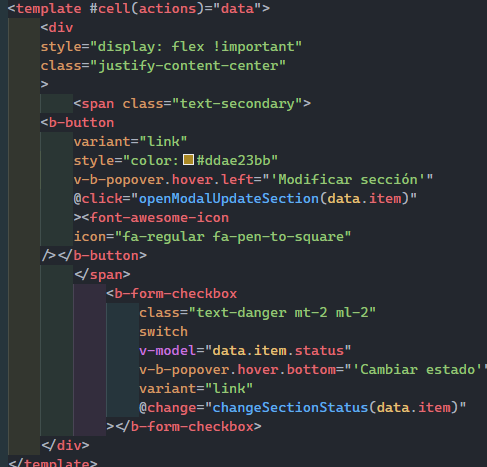 <template #cell(actions)="data">
<div
style="display: flex !important"
class="justify-content-center"
>
<span class="text-secondary">
<b-button
variant="link"
style="color:#ddae23bb"
v-b-popover.hover.left="'Modificar sección'"
@click="openModalUpdateSection(data.item)"
><font-awesome-icon
icon="fa-regular fa-pen-to-square"
/></b-button>
</span>
<b-form-checkbox
class="text-danger mt-2 ml-2"
switch
v-model="data.item.status"
v-b-popover.hover.bottom="'Cambiar estado'"
variant="link"
@change="changeSectionStatus(data.item)"
></b-form-checkbox>
</div>
</template>